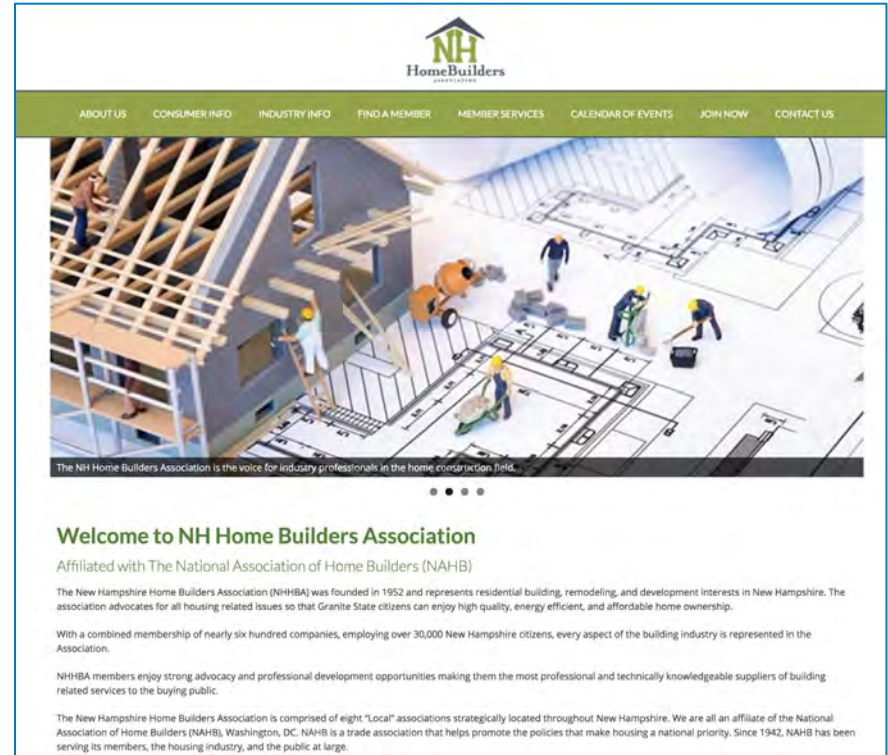 NH
HomeBuilders
ASSOCIATION
ABOUT US CONSUMER INFO INDUSTRY INFO FIND A MEMBER MEMBER SERVICES CALENDAR OF EVENTS JOIN NOW CONTACT US
The NH Home Builders Association is the voice for industry professionals in the home construction field.
Welcome to NH Home Builders Association
Affiliated with The National Association of Home Builders (NAHB)
The New Hampshire Home Builders Association (NHHBA) was founded in 1952 and represents residential building, remodeling, and development interests in New Hampshire. The
association advocates for all housing related issues so that Granite State citizens can enjoy high quality, energy efficient, and affordable home ownership.
With a combined membership of nearly six hundred companies, employing over 30,000 New Hampshire citizens, every aspect of the building industry is represented in the
Association.
NHHBA members enjoy strong advocacy and professional development opportunities making them the most professional and technically knowledgeable suppliers of building
related services to the buying public.
The New Hampshire Home Builders Association is comprised of eight "Local" associations strategically located throughout New Hampshire. We are all an affiliate of the National
Association of Home Builders (NAHB), Washington, DC. NAHB is a trade association that helps promote the policies that make housing a national priority. Since 1942, NAHB has been
serving its members, the housing industry, and the public at large.